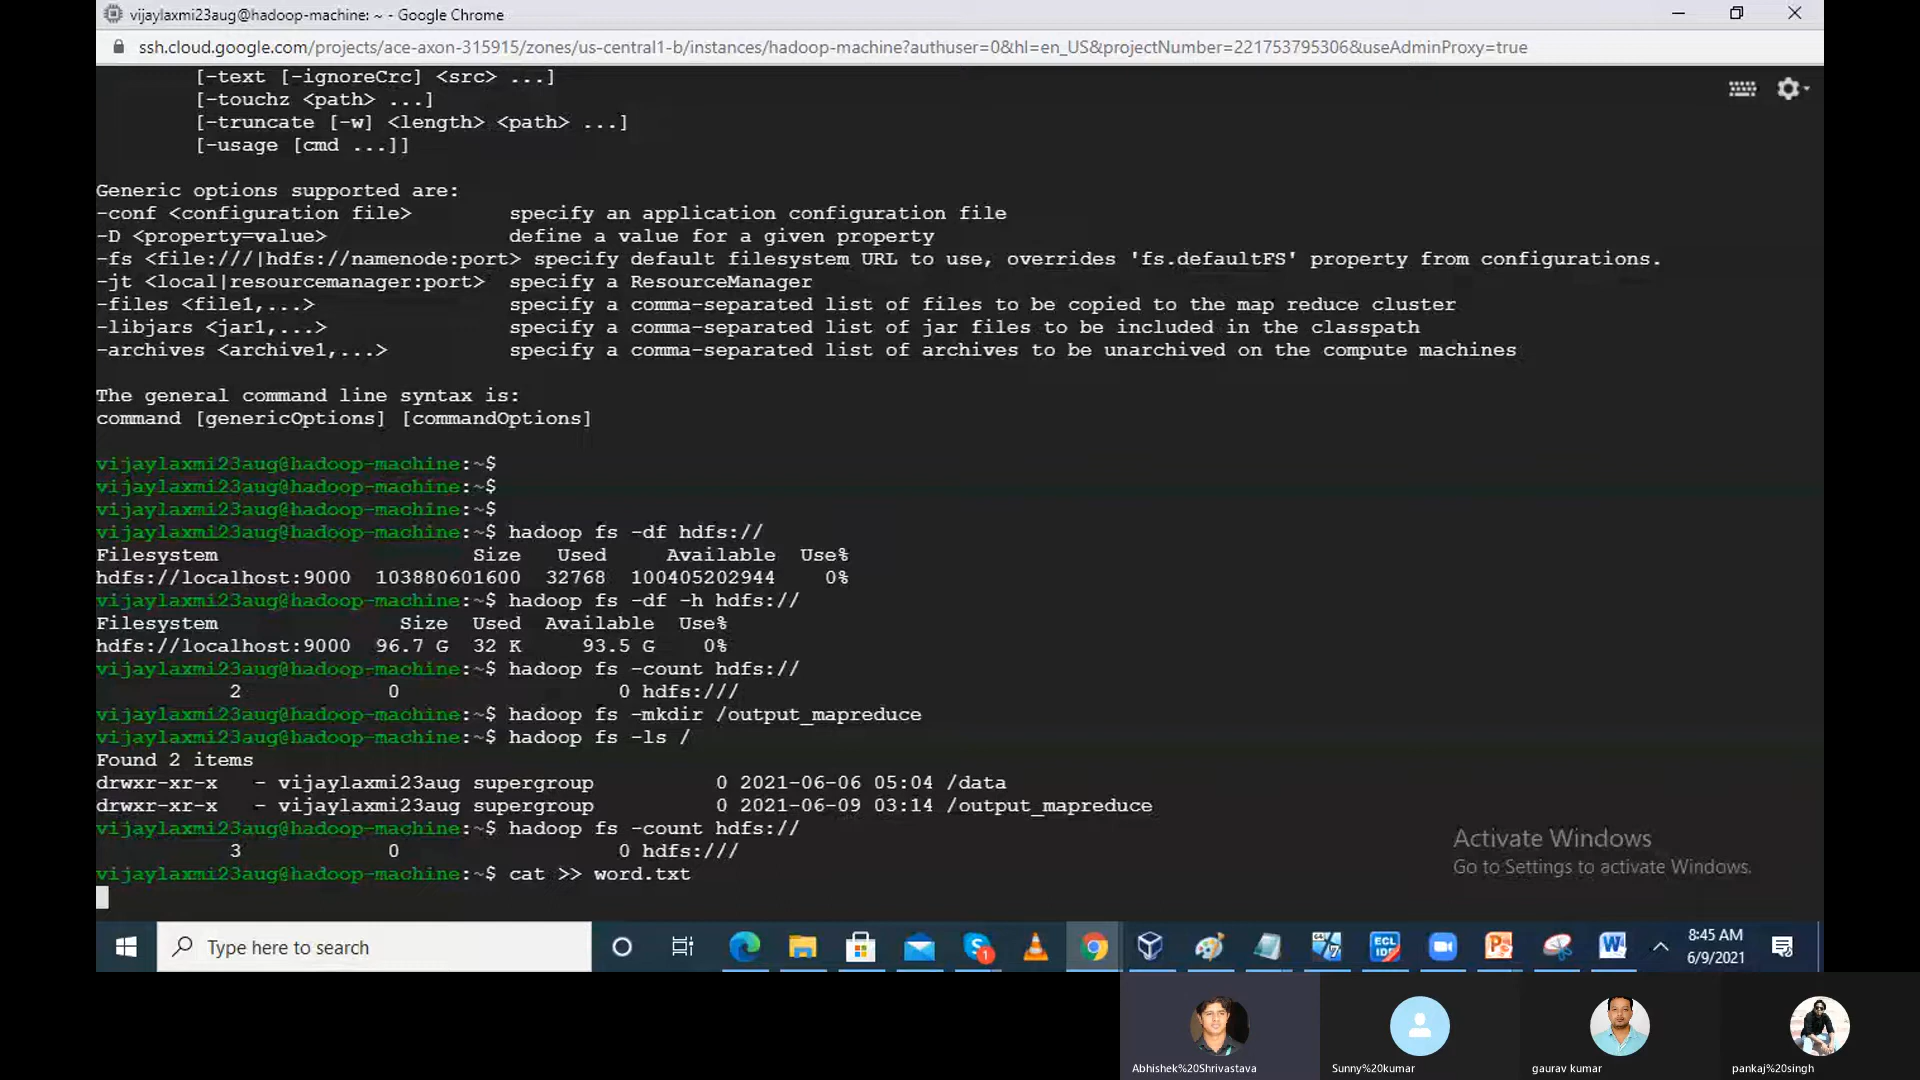 vijaylaxmi23aug@hadoop-machine: ~ - Google Chrome
ssh.cloud.google.com/projects/ace-axon-315915/zones/us-central1-b/instances/hadoop-machine?authuser=0&hl=en_US&projectNumber=221753795306&useAdminProxy=true
[-text [-ignoreCrc] <src> ...]
[-touchz <path> ...]
[-truncate [-w] <length> <path> ...]
[-usage [cmd ...]]
Generic options supported are:
-conf <configuration file> specify an application configuration file
-D <property=value> define a value for a given property
-fs <file:///|hdfs://namenode:port> specify default filesystem URL to use, overrides 'fs.defaultFS' property from configurations.
-jt <local|resourcemanager:port> specify a ResourceManager
-files <file1,...> specify a comma-separated list of files to be copied to the map reduce cluster
-libjars <jar1,...> specify a comma-separated list of jar files to be included in the classpath
-archives <archive1,...> specify a comma-separated list of archives to be unarchived on the compute machines
The general command line syntax is:
command [genericOptions] [commandOptions]
vijaylaxmi23aug@hadoop-machine:~$
vijaylaxmi23aug@hadoop-machine:~$
vijaylaxmi23aug@hadoop-machine:~$
vijaylaxmi23aug@hadoop-machine:~$ hadoop fs -df hdfs://
Filesystem Size Used Available Use%
hdfs://localhost:9000 103880601600 32768 100405202944 0%
vijaylaxmi23aug@hadoop-machine:~$ hadoop fs -df -h hdfs://
Filesystem Size Used Available Use%
hdfs://localhost:9000 96.7 G 32 K 93.5 G 0%
vijaylaxmi23aug@hadoop-machine:~$ hadoop fs -count hdfs://
2 0 0 hdfs:///
vijaylaxmi23aug@hadoop-machine:~$ hadoop fs -mkdir /output_mapreduce
vijaylaxmi23aug@hadoop-machine:~$ hadoop fs -ls /
Found 2 items
drwxr-xr-x - vijaylaxmi23aug supergroup 0 2021-06-06 05:04 /data
drwxr-xr-x - vijaylaxmi23aug supergroup 0 2021-06-09 03:14 /output_mapreduce
vijaylaxmi23aug@hadoop-machine:~$ hadoop fs -count hdfs://
3 0 0 hdfs:///
vijaylaxmi23aug@hadoop-machine:~$ cat >> word.txt
Activate Windows
Go to Settings to activate Windows.
Type here to search
1
64
7
ECL
IDE
8:45 AM
6/9/2021
Abhishek%20Shrivastava
Sunny%20kumar
gaurav kumar
pankaj%20singh